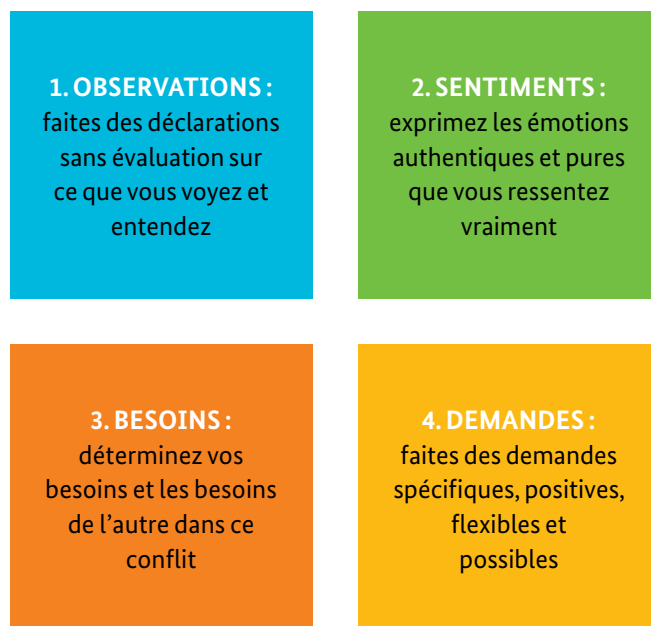 1. OBSERVATIONS :
faites des déclarations
sans évaluation sur
ce que vous voyez et
entendez
2. SENTIMENTS :
exprimez les émotions
authentiques et pures
que vous ressentez
vraiment
3. BESOINS :
déterminez vos
besoins et les besoins
de l’autre dans ce
conflit
4. DEMANDES :
faites des demandes
spécifiques, positives,
flexibles et
possibles